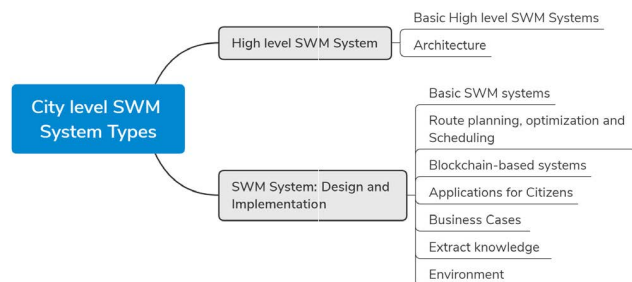 City level SWM
System Types
High level SWM System
Basic High level SWM Systems
Architecture
SWM System: Design and
Implementation
Basic SWM systems
Route planning, optimization and
Scheduling
Blockchain-based systems
Applications for Citizens
Business Cases
Extract knowledge
Environment